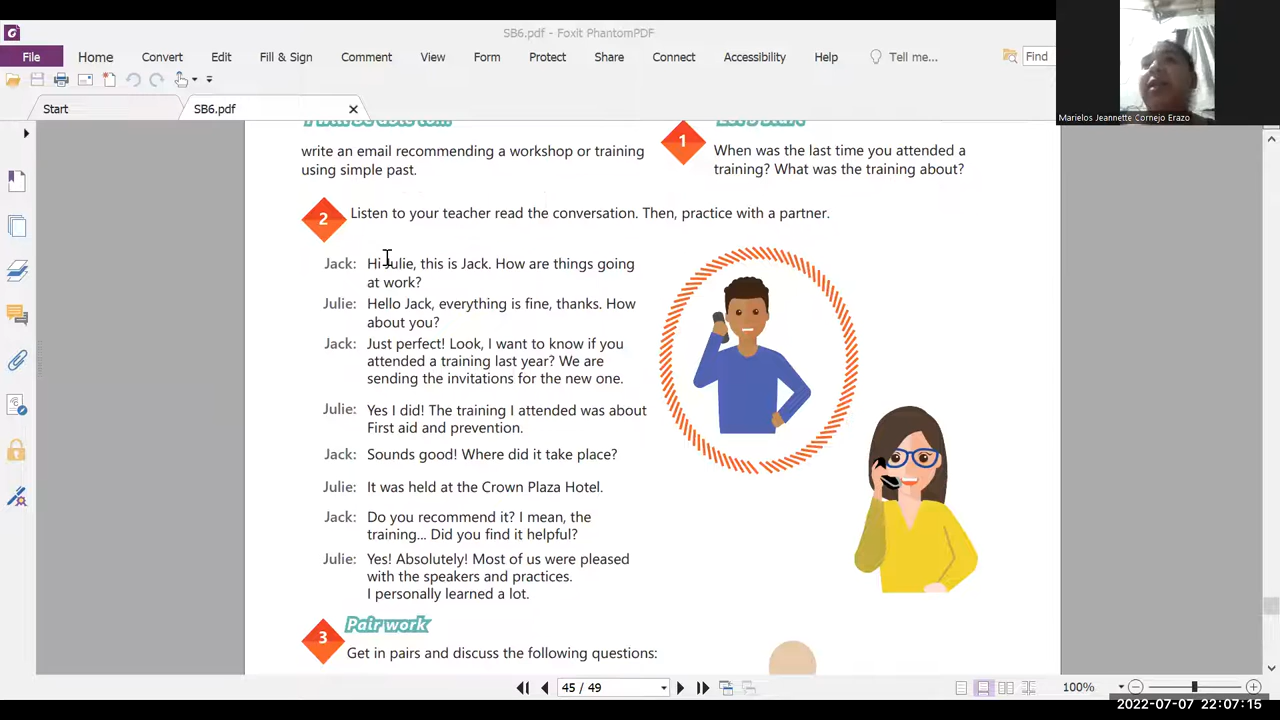 SB6.pdf - Foxit PhantomPDF
File Home Convert Edit Fill & Sign Comment View Form Protect Share Connect Accessibility Help Tell me... Find
Start SB6.pdf
Marielos Jeannette Cornejo Erazo
write an email recommending a workshop or training
using simple past.
1
When was the last time you attended a
training? What was the training about?
2
Listen to your teacher read the conversation. Then, practice with a partner.
Jack: Hi Julie, this is Jack. How are things going
at work?
Julie: Hello Jack, everything is fine, thanks. How
about you?
Jack: Just perfect! Look, I want to know if you
attended a training last year? We are
sending the invitations for the new one.
Julie: Yes I did! The training I attended was about
First aid and prevention.
Jack: Sounds good! Where did it take place?
Julie: It was held at the Crown Plaza Hotel.
Jack: Do you recommend it? I mean, the
training... Did you find it helpful?
Julie: Yes! Absolutely! Most of us were pleased
with the speakers and practices.
I personally learned a lot.
3
Pair work
Get in pairs and discuss the following questions:
45 / 49
100%
2022-07-07 22:07:15